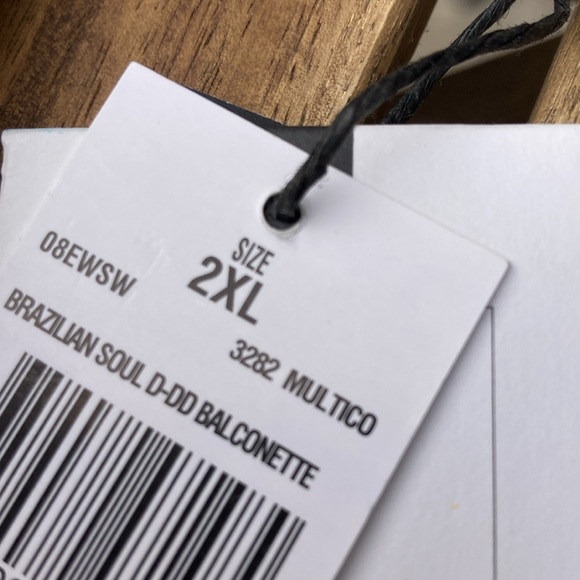 SIZE
08EWSW 2XL
3282 MULTICO
BRAZILIAN SOUL D-DD BALCONETTE